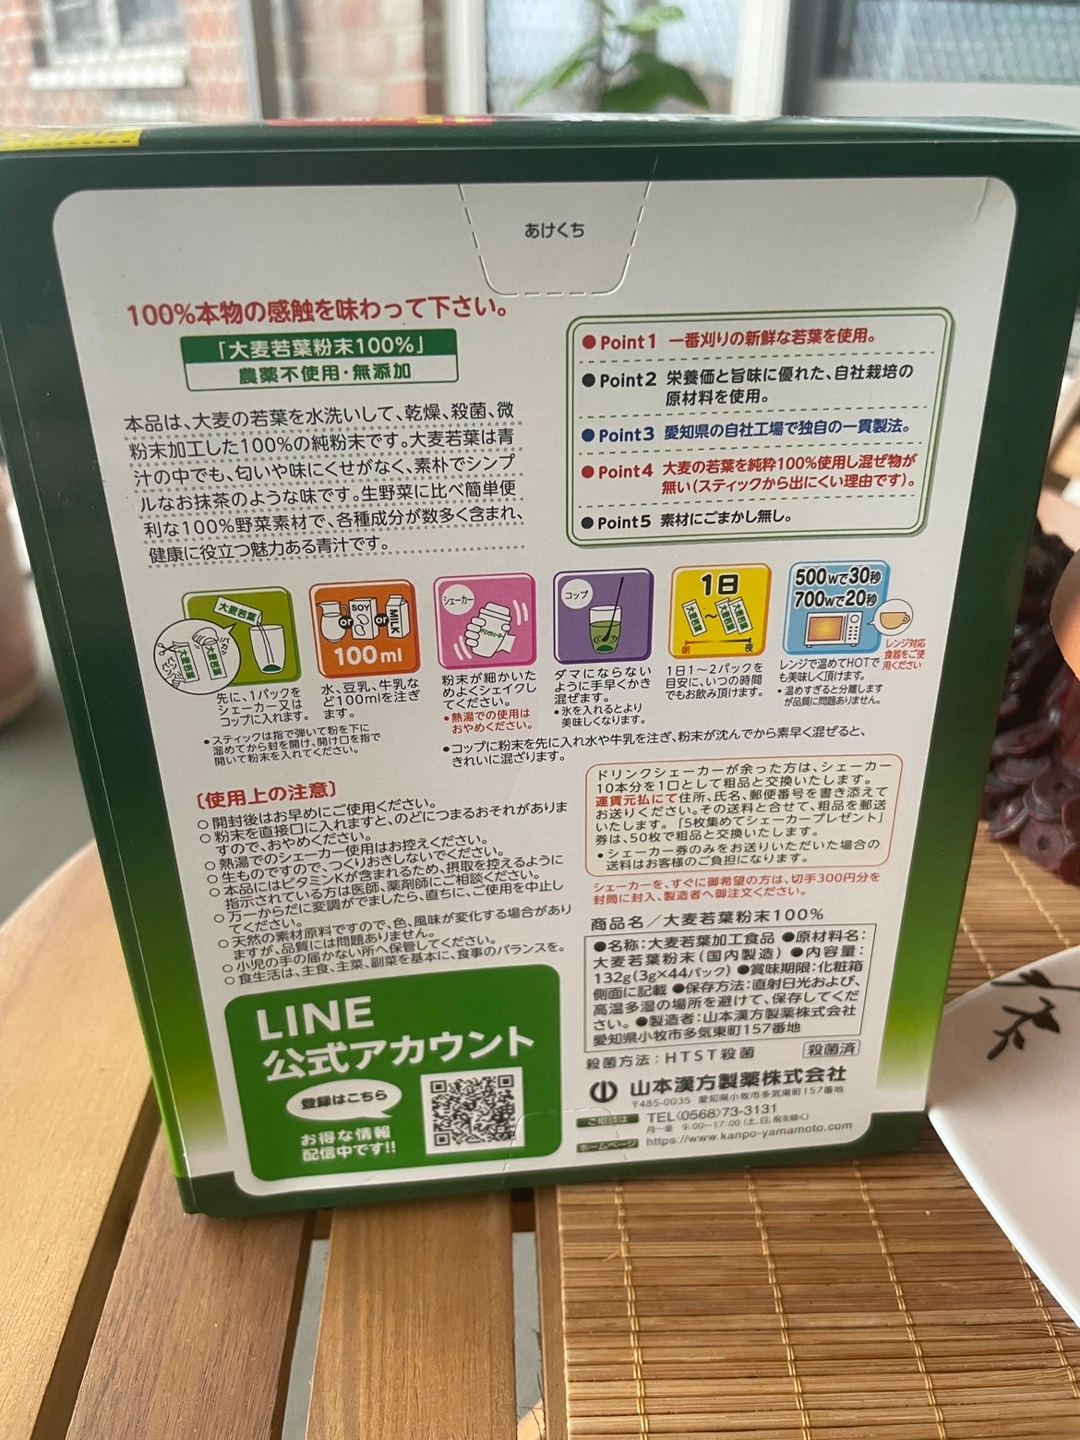 あけくち
100%本物の感触を味わって下さい。
「大麦若葉粉末100%」
農薬不使用・無添加
本品は、大麦の若葉を水洗いして、乾燥、殺菌、微
粉末加工した100%の純粉末です。大麦若葉は青
汁の中でも、匂いや味にくせがなく、素朴でシンプ
ルなお抹茶のような味です。生野菜に比べ簡単便
利な100%野菜素材で、各種成分が数多く含まれ、
健康に役立つ魅力ある青汁です。
●Point1 一番刈りの新鮮な若葉を使用。
●Point2 栄養価と旨味に優れた、自社栽培の
原材料を使用。
●Point3 愛知県の自社工場で独自の一貫製法。
●Point4 大麦の若葉を純粋100%使用し混ぜ物が
無い(スティックから出にくい理由です)。
●Point5 素材にごまかし無し。
大麦若葉
先に、1パックを
シェーカー又は
コップに入れます。
•スティックは指で弾いて粉を下に
溜めてから封を開け、開け口を指で
開いて粉末を入れてください。
or SOY or MILK
100ml
水、豆乳、牛乳な
ど100mlを注ぎ
ます。
シェーカー
粉末が細かいた
めよくシェイクし
てください。
•熱湯での使用は
おやめください。
コップ
ダマにならない
ように手早くかき
混ぜます。
•氷を入れるとより
美味しくなります。
1日
大麦若葉 ～ 大麦若葉 大麦若葉
朝 夜
1日1〜2パックを
目安に、いつの時間
でもお飲み頂けます。
500wで30秒
700wで20秒
レンジ対応
食器をご使
用ください
レンジで温めてHOTで
も美味しく頂けます。
•温めすぎると分離します
が品質に問題ありません。
•コップに粉末を先に入れ水や牛乳を注ぎ、粉末が沈んでから素早く混ぜると、
きれいに混ざります。
〔使用上の注意〕
○開封後はお早めにご使用ください。
○粉末を直接口に入れますと、のどにつまるおそれがありま
すので、おやめください。
○熱湯でのシェーカー使用はお控えください。
○生ものですので、つくりおきしないでください。
○本品にはビタミンKが含まれるため、摂取を控えるように
指示されている方は医師、薬剤師にご相談ください。
○万一からだに変調がでましたら、直ちに、ご使用を中止し
てください。
○天然の素材原料ですので、色、風味が変化する場合があり
ますが、品質には問題ありません。
○小児の手の届かない所へ保管してください。
○食生活は、主食、主菜、副菜を基本に、食事のバランスを。
ドリンクシェーカーが余った方は、シェーカー
10本分を1口として粗品と交換いたします。
運賃元払にて住所、氏名、郵便番号を書き添えて
お送りください。その送料と合せて、粗品を郵送
いたします。「5枚集めてシェーカープレゼント」
券は、50枚で粗品と交換いたします。
•シェーカー券のみをお送りいただいた場合の
送料はお客様のご負担になります。
シェーカーを、すぐに御希望の方は、切手300円分を
封筒に封入、製造者へ御注文ください。
商品名／大麦若葉粉末100%
●名称:大麦若葉加工食品 ●原材料名:
大麦若葉粉末(国内製造) ●内容量:
132g(3g×44パック) ●賞味期限:化粧箱
側面に記載 ●保存方法:直射日光および、
高温多湿の場所を避けて、保存してくだ
さい。 ●製造者:山本漢方製薬株式会社
愛知県小牧市多気東町157番地
殺菌方法:HTST殺菌 殺菌済
山本漢方製薬株式会社
〒485-0035 愛知県小牧市多気東町157番地
ご相談は TEL〈0568〉73-3131
月〜金 9:00〜17:00(土、日、祝を除く)
ホームページ https://www.kanpo-yamamoto.com
LINE
公式アカウント
登録はこちら
お得な情報
配信中です!!